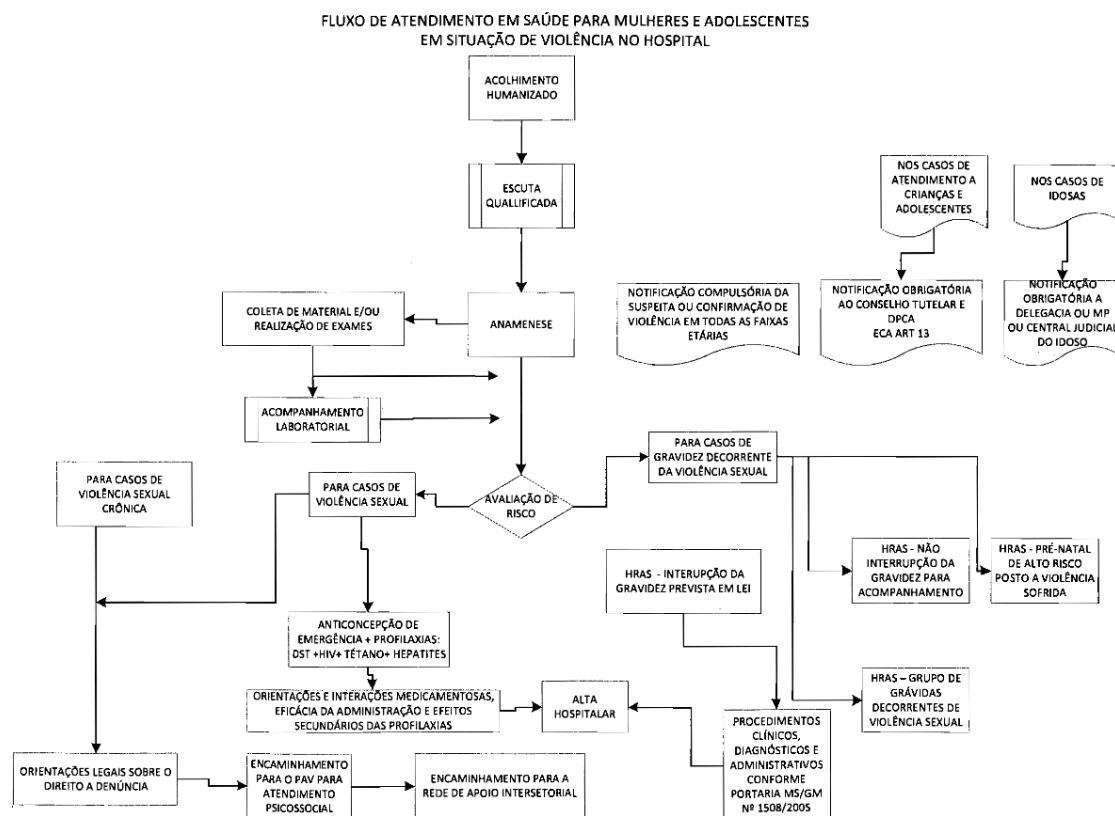 FLUXO DE ATENDIMENTO EM SAÚDE PARA MULHERES E ADOLESCENTES
EM SITUAÇÃO DE VIOLÊNCIA NO HOSPITAL
ACOLHIMENTO
HUMANIZADO
ESCUTA
QUALLIFICADA
NOS CASOS DE
ATENDIMENTO A
CRIANÇAS E
ADOLESCENTES
NOS CASOS DE
IDOSAS
COLETA DE MATERIAL E/OU
REALIZAÇÃO DE EXAMES
ANAMENESE
NOTIFICAÇÃO COMPULSÓRIA DA
SUSPEITA OU CONFIRMAÇÃO DE
VIOLÊNCIA EM TODAS AS FAIXAS
ETÁRIAS
NOTIFICAÇÃO OBRIGATÓRIA
AO CONSELHO TUTELAR E
DPCA
ECA ART 13
NOTIFICAÇÃO
OBRIGATÓRIA A
DELEGACIA OU MP
OU CENTRAL JUDICIAL
DO IDOSO
ACOMPANHAMENTO
LABORATORIAL
PARA CASOS DE
GRAVIDEZ DECORRENTE
DA VIOLÊNCIA SEXUAL
PARA CASOS DE
VIOLÊNCIA SEXUAL
CRÔNICA
PARA CASOS DE
VIOLÊNCIA SEXUAL
AVALIAÇÃO DE
RISCO
HRAS - INTERUPÇÃO DA
GRAVIDEZ PREVISTA EM LEI
HRAS - NÃO
INTERRUPÇÃO DA
GRAVIDEZ PARA
ACOMPANHAMENTO
HRAS - PRÉ-NATAL
DE ALTO RISCO
POSTO A VIOLÊNCIA
SOFRIDA
ANTICONCEPÇÃO DE
EMERGÊNCIA + PROFILAXIAS:
DST +HIV+ TÉTANO+ HEPATITES
ORIENTAÇÕES E INTERAÇÕES MEDICAMENTOSAS,
EFICÁCIA DA ADMINISTRAÇÃO E EFEITOS
SECUNDÁRIOS DAS PROFILAXIAS
ALTA
HOSPITALAR
HRAS – GRUPO DE
GRÁVIDAS
DECORRENTES DE
VIOLÊNCIA SEXUAL
PROCEDIMENTOS
CLÍNICOS,
DIAGNÓSTICOS E
ADMINISTRATIVOS
CONFORME
PORTARIA MS/GM
Nº 1508/2005
ORIENTAÇÕES LEGAIS SOBRE O
DIREITO A DENÚNCIA
ENCAMINHAMENTO
PARA O PAV PARA
ATENDIMENTO
PSICOSSOCIAL
ENCAMINHAMENTO PARA A
REDE DE APOIO INTERSETORIAL